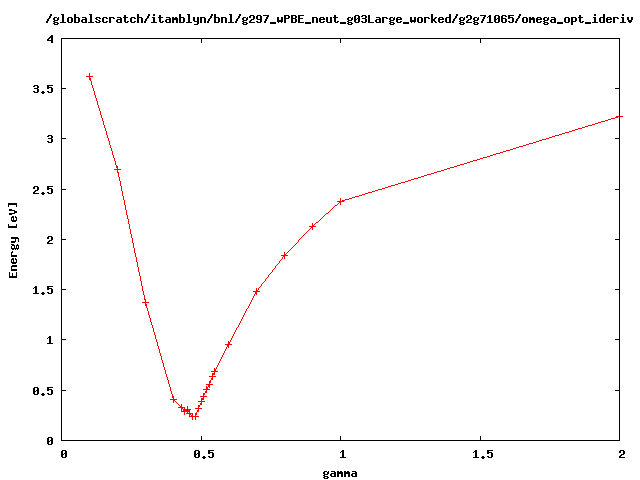 /globalscratch/itamblyn/bnl/g297_wPBE_neut_g03Large_worked/g2g71065/omega_opt_ideriv
4
3.5
3
2.5
2
1.5
1
0.5
0
Energy [eV]
0 0.5 1 1.5 2
gamma